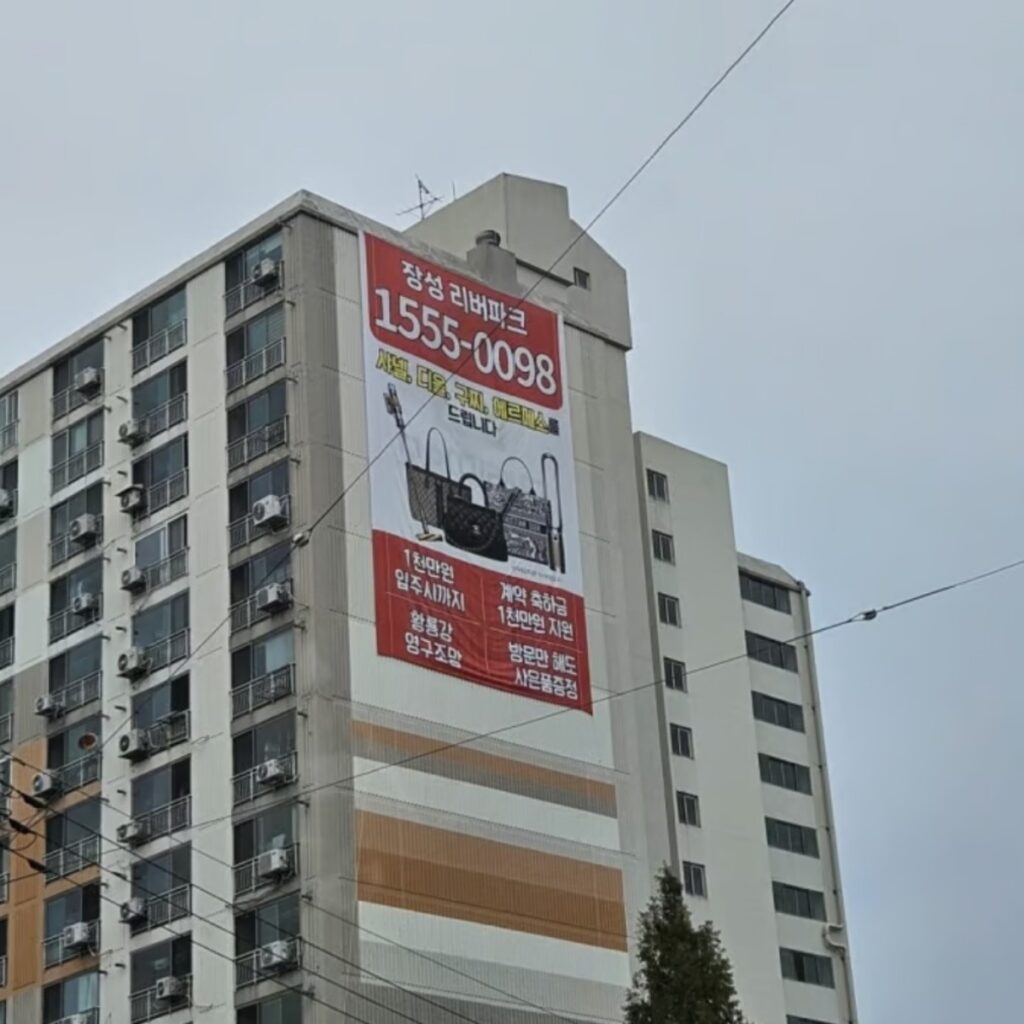 장성 리버파크
1555-0098
샤넬, 디올, 구찌, 에르메스를
드립니다
1천만원
입주시까지
계약 축하금
1천만원 지원
황룡강
영구조망
방문만 해도
사은품증정